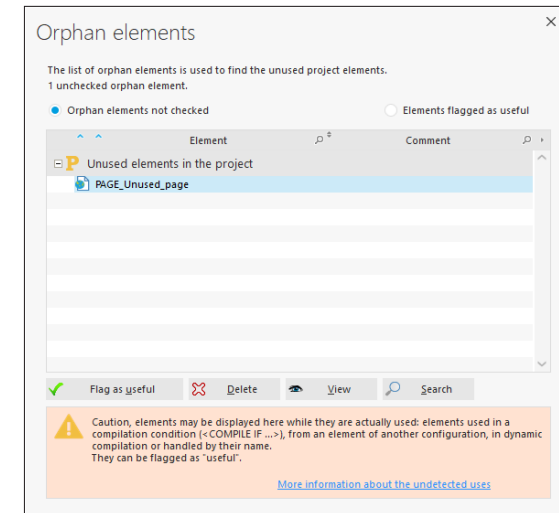 Orphan elements
The list of orphan elements is used to find the unused project elements.
1 unchecked orphan element.
Orphan elements not checked Elements flagged as useful
Element Comment
P Unused elements in the project
PAGE_Unused_page
Flag as useful Delete View Search
Caution, elements may be displayed here while they are actually used: elements used in a
compilation condition (<COMPILE IF ...>), from an element of another configuration, in dynamic
compilation or handled by their name.
They can be flagged as "useful".
More information about the undetected uses